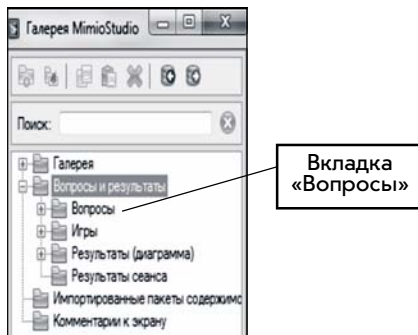 Галерея MimioStudio
Поиск:
Галерея
Вопросы и результаты
Вопросы
Игры
Результаты (диаграмма)
Результаты сеанса
Импортированные пакеты содержимо
Комментарии к экрану
Вкладка
«Вопросы»